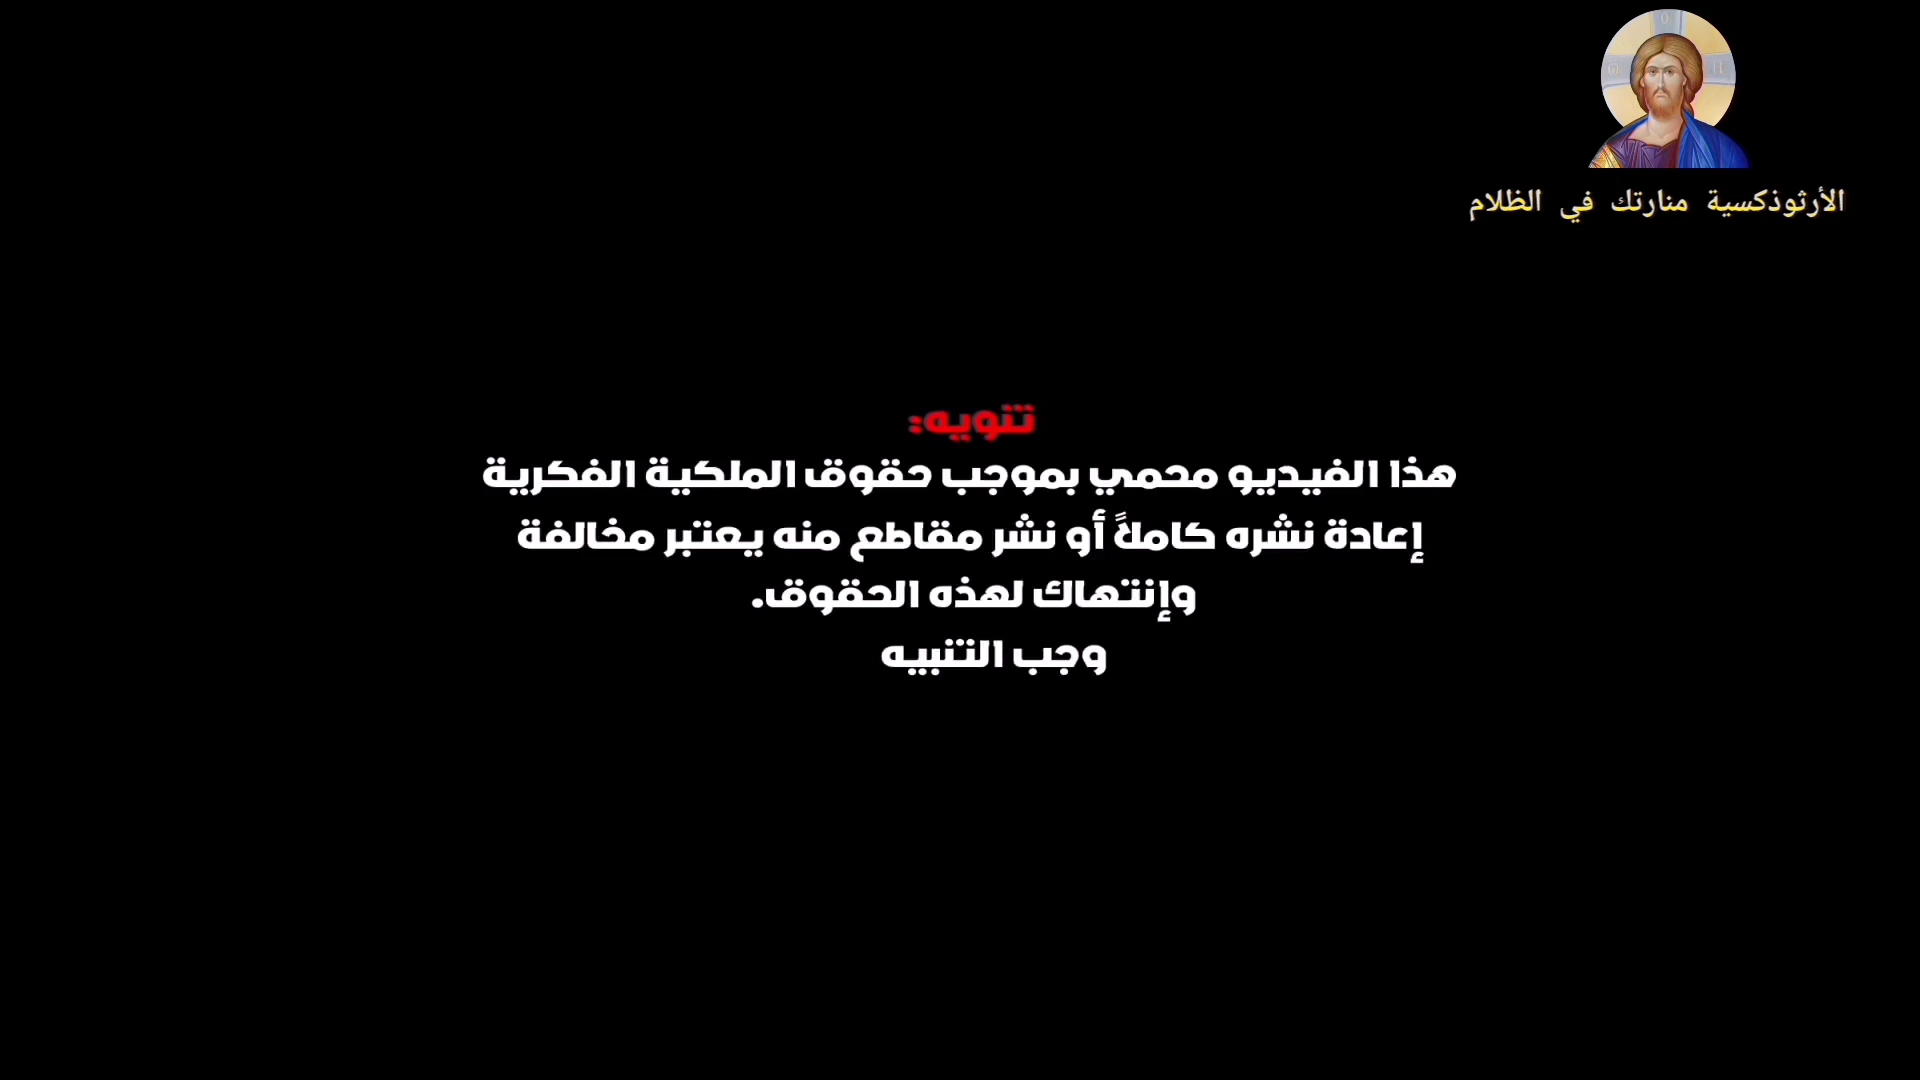 الأرثوذكسية منارتك في الظلام
تنويه:
هذا الفيديو محمي بموجب حقوق الملكية الفكرية
إعادة نشره كاملاً أو نشر مقاطع منه يعتبر مخالفة
وإنتهاك لهذه الحقوق.
وجب التنبيه